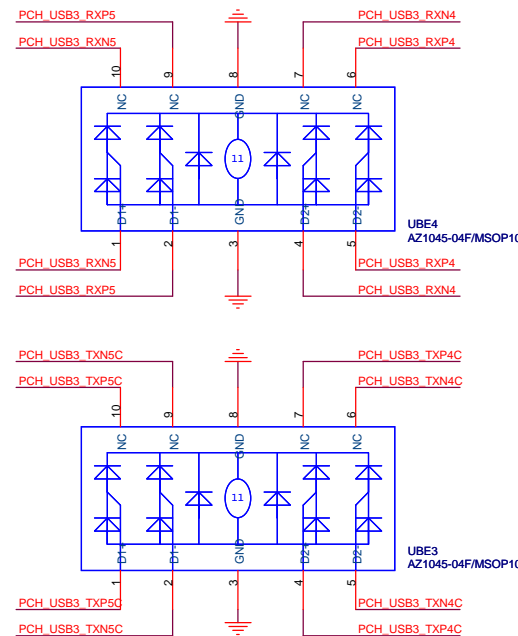 PCH_USB3_RXP5 PCH_USB3_RXN4
PCH_USB3_RXN5 PCH_USB3_RXP4
10 9 8 7 6
NC NC GND NC NC
11
D1+ D1- GND D2+ D2-
UBE4
AZ1045-04F/MSOP10
1 2 3 4 5
PCH_USB3_RXN5 PCH_USB3_RXP4
PCH_USB3_RXP5 PCH_USB3_RXN4
PCH_USB3_TXN5C PCH_USB3_TXP4C
PCH_USB3_TXP5C PCH_USB3_TXN4C
10 9 8 7 6
NC NC GND NC NC
11
D1+ D1- GND D2+ D2-
UBE3
AZ1045-04F/MSOP10
1 2 3 4 5
PCH_USB3_TXP5C PCH_USB3_TXN4C
PCH_USB3_TXN5C PCH_USB3_TXP4C